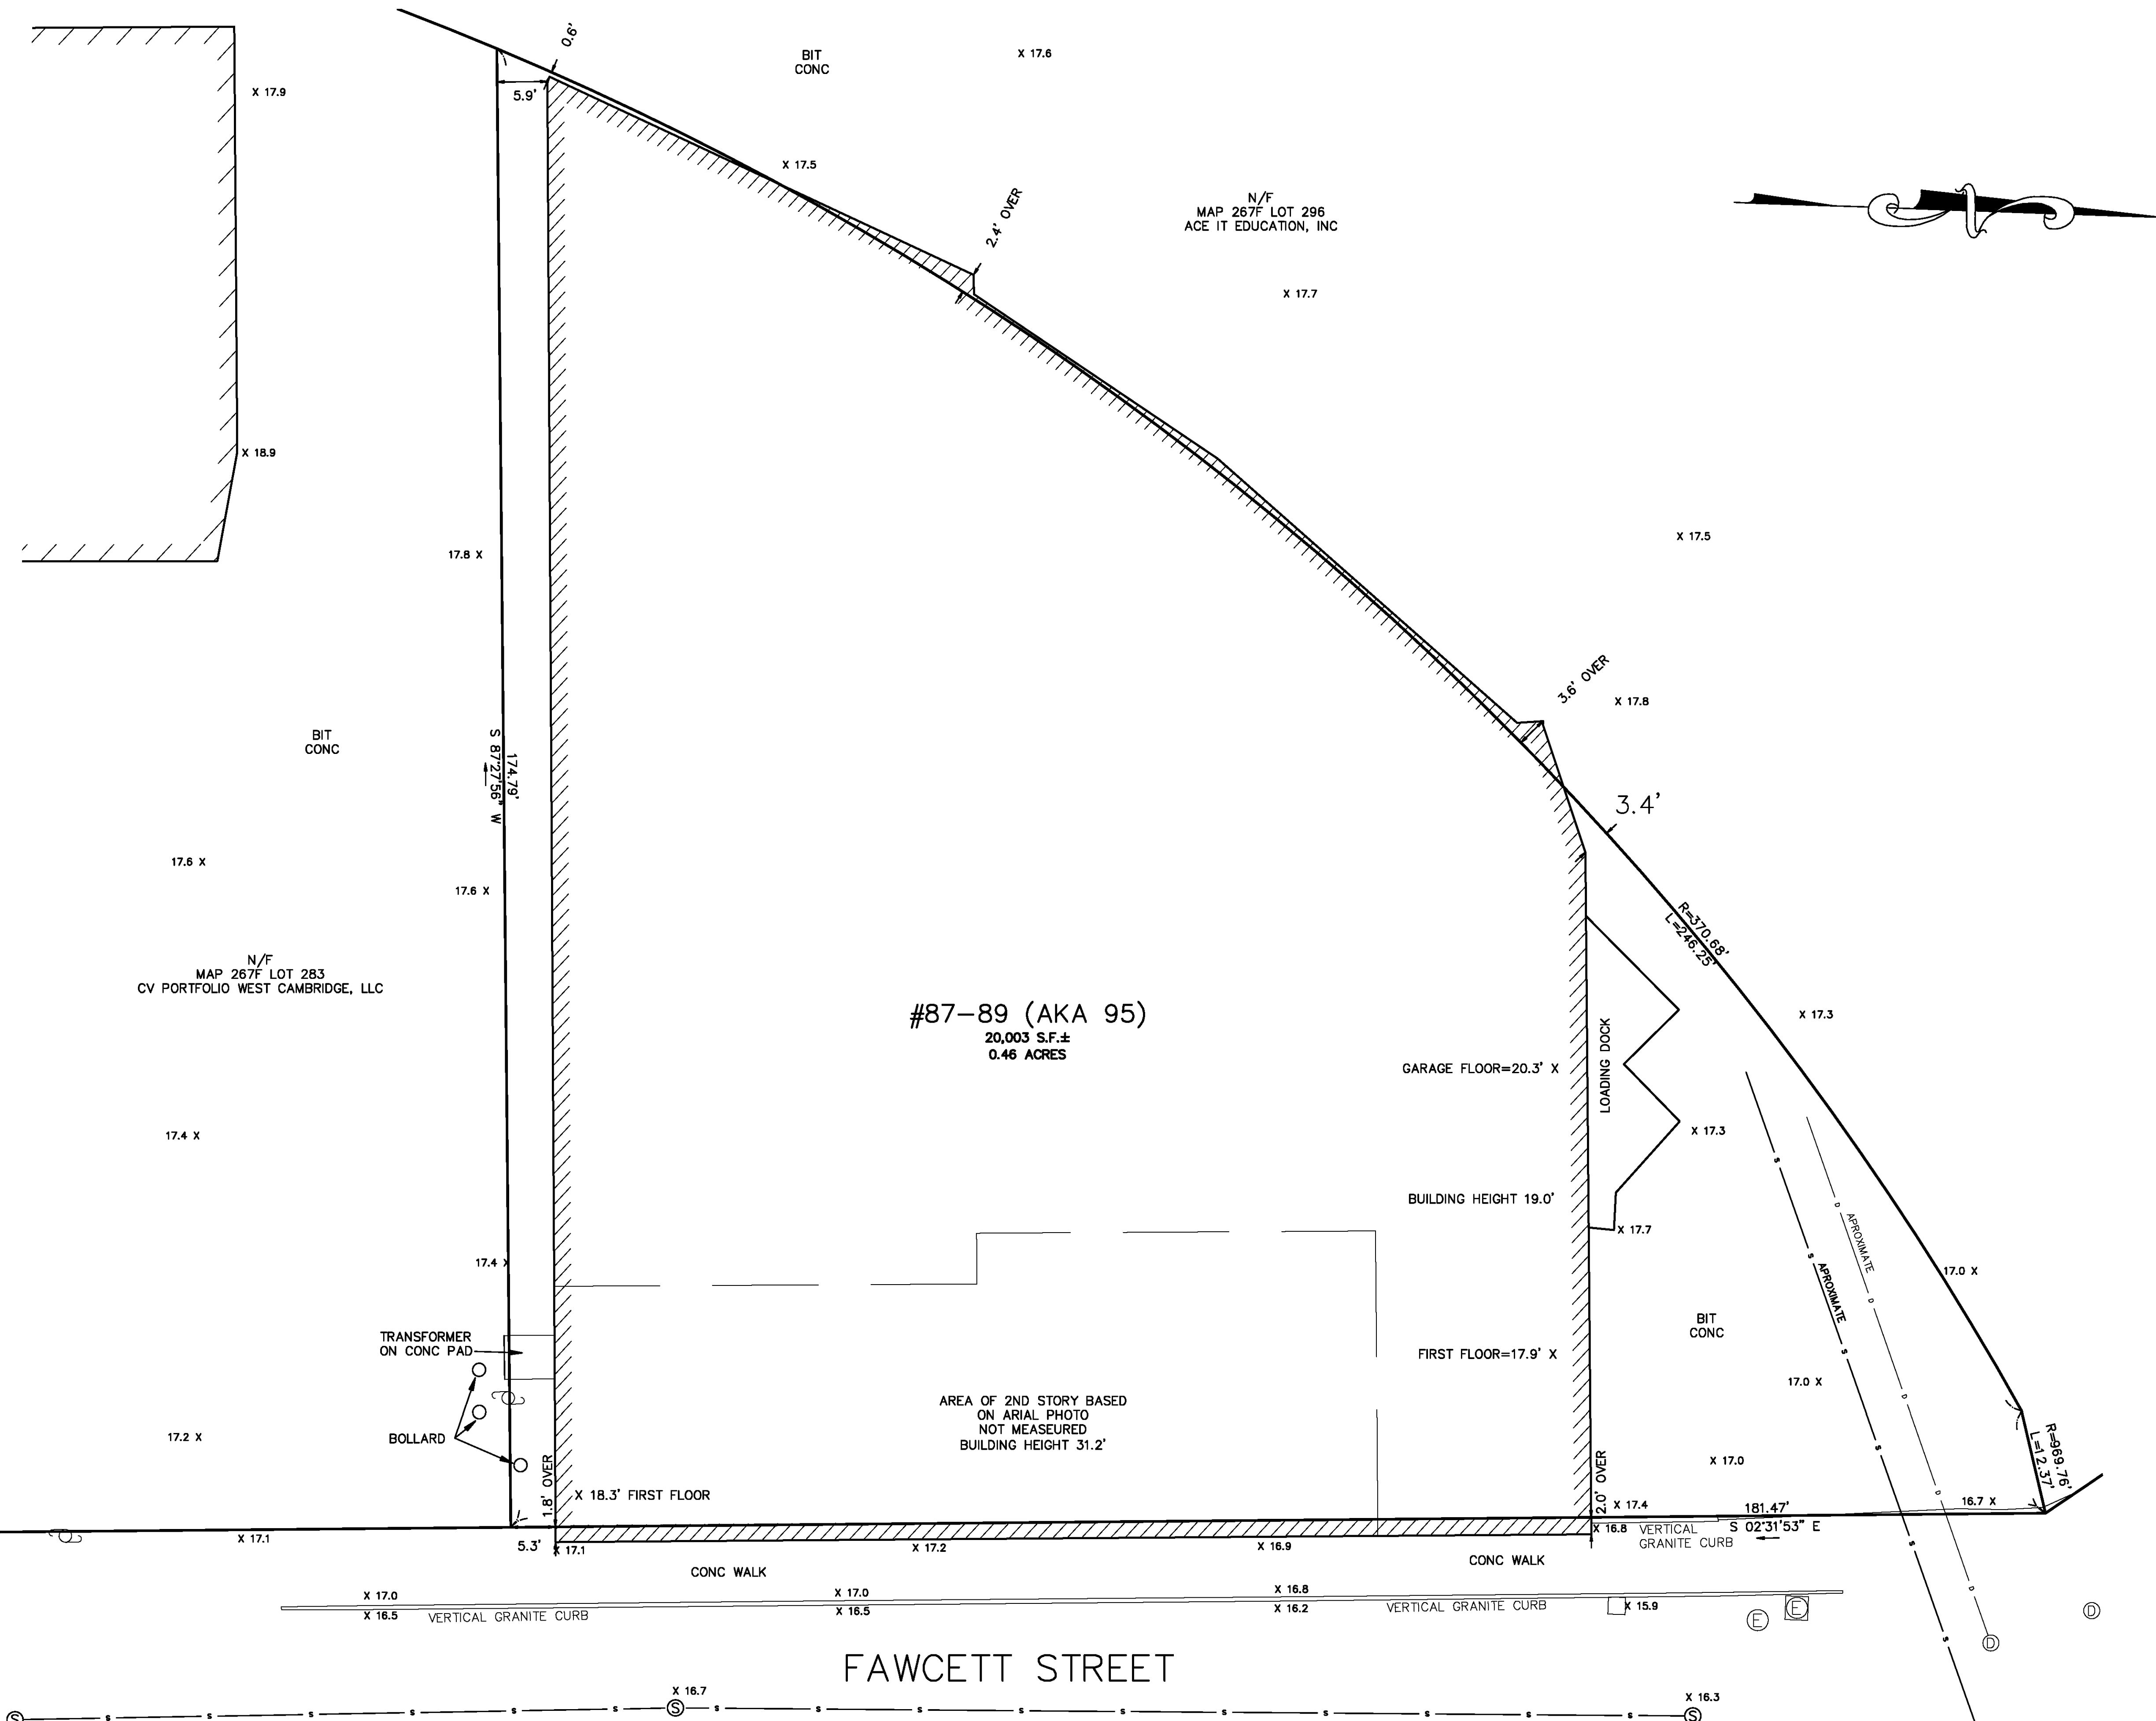 0.6'
BIT
CONC
X 17.6
X 17.9
5.9'
X 17.5
2.4' OVER
N/F
MAP 267F LOT 296
ACE IT EDUCATION, INC
X 17.7
X 18.9
17.8 X
X 17.5
3.6' OVER
X 17.8
BIT
CONC
174.79'
S 87°27'56" W
3.4'
17.6 X
17.6 X
R=370.68'
L=246.25'
N/F
MAP 267F LOT 283
CV PORTFOLIO WEST CAMBRIDGE, LLC
#87-89 (AKA 95)
20,003 S.F.±
0.46 ACRES
X 17.3
GARAGE FLOOR=20.3' X
LOADING DOCK
17.4 X
X 17.3
BUILDING HEIGHT 19.0'
X 17.7
17.4 X
D
APROXIMATE
D
17.0 X
S
S
APROXIMATE
S
TRANSFORMER
ON CONC PAD
BIT
CONC
FIRST FLOOR=17.9' X
17.0 X
AREA OF 2ND STORY BASED
ON ARIAL PHOTO
NOT MEASEURED
BUILDING HEIGHT 31.2'
D
17.2 X
BOLLARD
R=969.76'
L=12.37'
S
X 17.0
1.8' OVER
X 18.3' FIRST FLOOR
2.0' OVER
X 17.4
181.47'
D
16.7 X
X 17.1
5.3'
X 17.1
X 17.2
X 16.9
X 16.8
VERTICAL
GRANITE CURB
S 02°31'53" E
S
CONC WALK
CONC WALK
X 17.0
X 17.0
X 16.8
D
X 16.5
VERTICAL GRANITE CURB
X 16.5
X 16.2
VERTICAL GRANITE CURB
X 15.9
E
E
D
D
S
FAWCETT STREET
X 16.7
X 16.3
S S S S S S S S S S S S S S S S S S